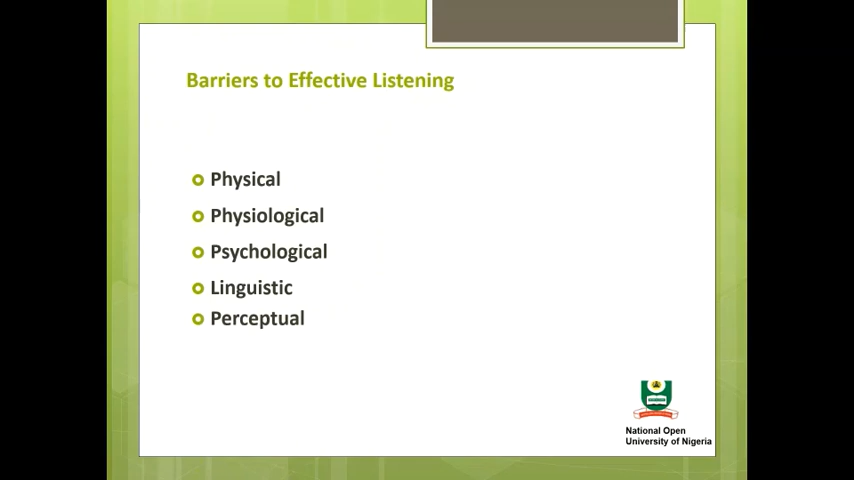 Barriers to Effective Listening
Physical
Physiological
Psychological
Linguistic
Perceptual
National Open
University of Nigeria